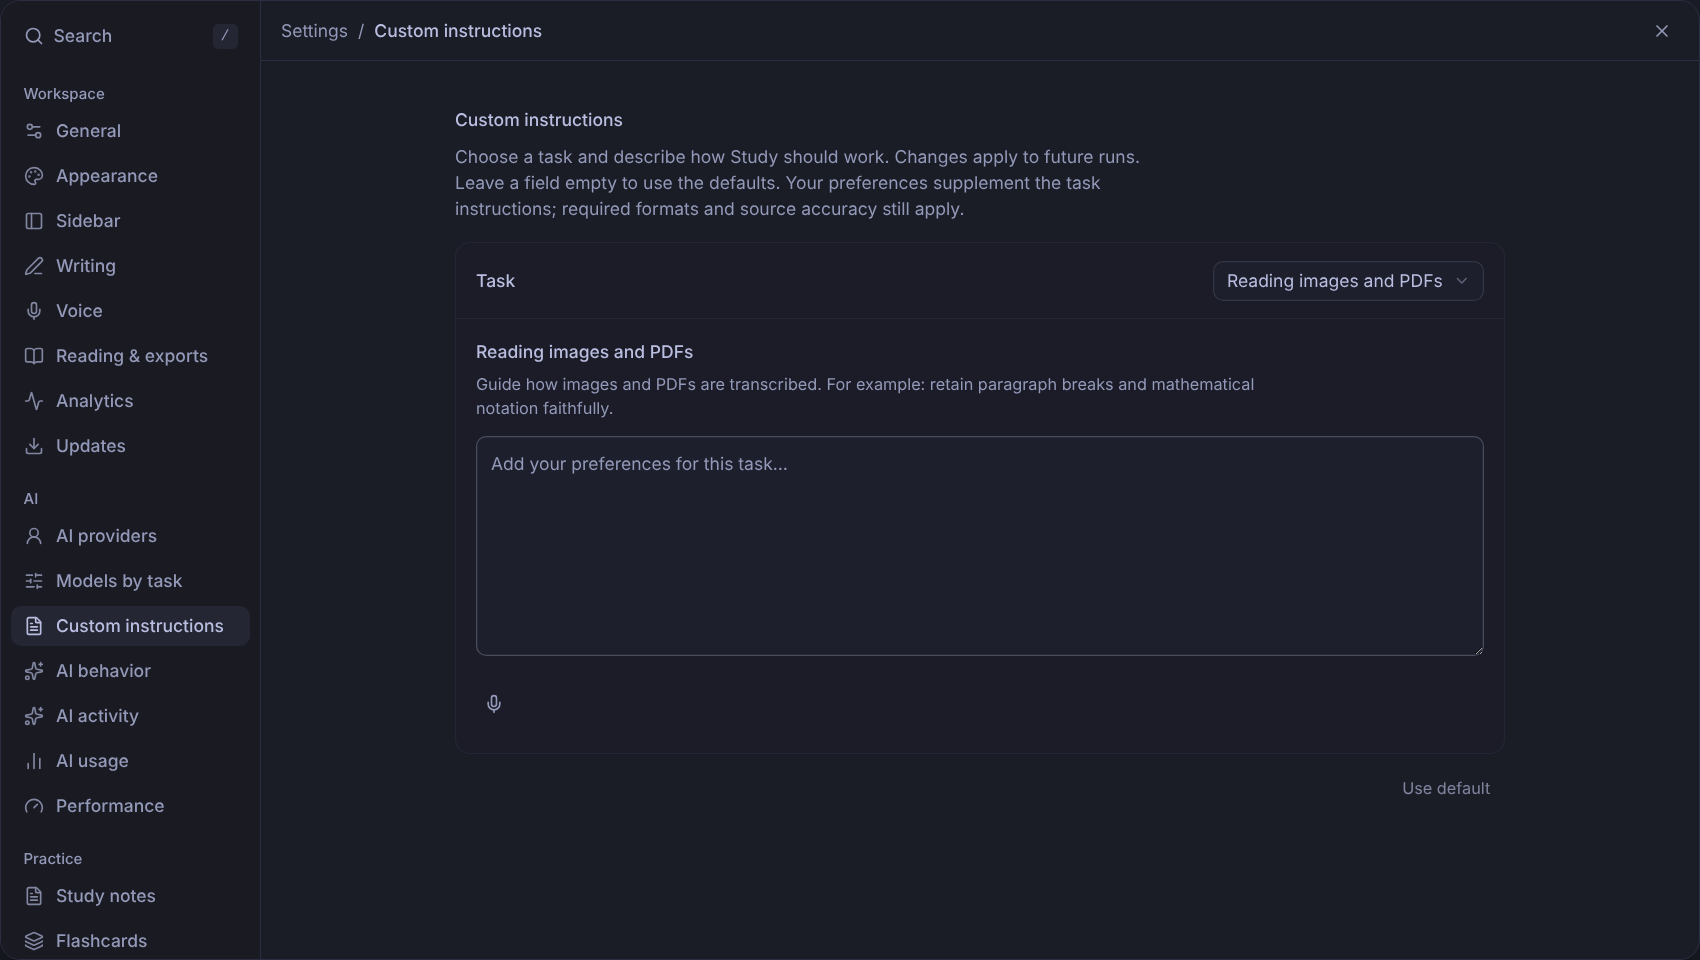 Search
/
Workspace
General
Appearance
Sidebar
Writing
Voice
Reading & exports
Analytics
Updates
AI
AI providers
Models by task
Custom instructions
AI behavior
AI activity
AI usage
Performance
Practice
Study notes
Flashcards
Settings / Custom instructions
Custom instructions
Choose a task and describe how Study should work. Changes apply to future runs.
Leave a field empty to use the defaults. Your preferences supplement the task
instructions; required formats and source accuracy still apply.
Task
Reading images and PDFs
Reading images and PDFs
Guide how images and PDFs are transcribed. For example: retain paragraph breaks and mathematical
notation faithfully.
Add your preferences for this task...
Use default